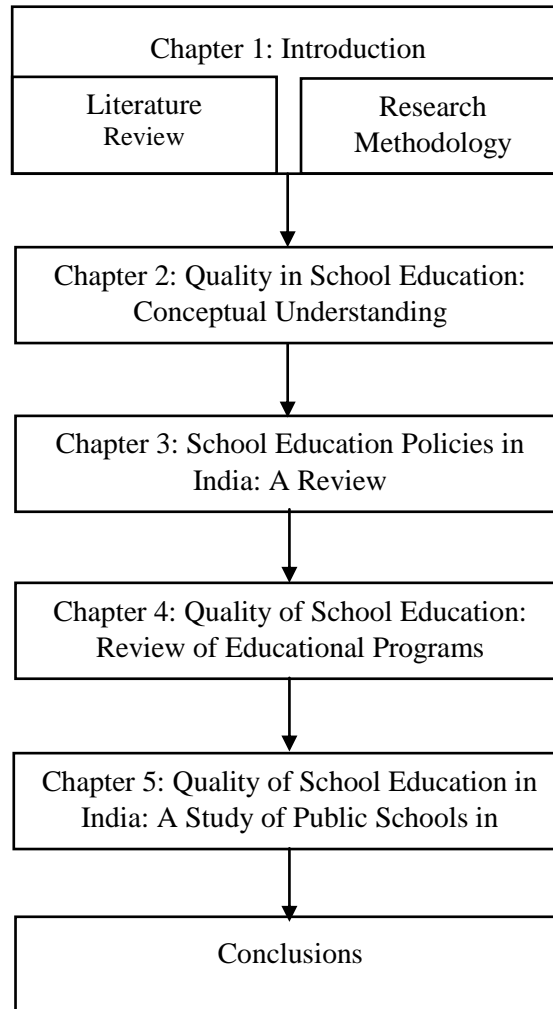 Chapter 1: Introduction
Literature
Review
Research
Methodology
Chapter 2: Quality in School Education:
Conceptual Understanding
Chapter 3: School Education Policies in
India: A Review
Chapter 4: Quality of School Education:
Review of Educational Programs
Chapter 5: Quality of School Education in
India: A Study of Public Schools in
Conclusions